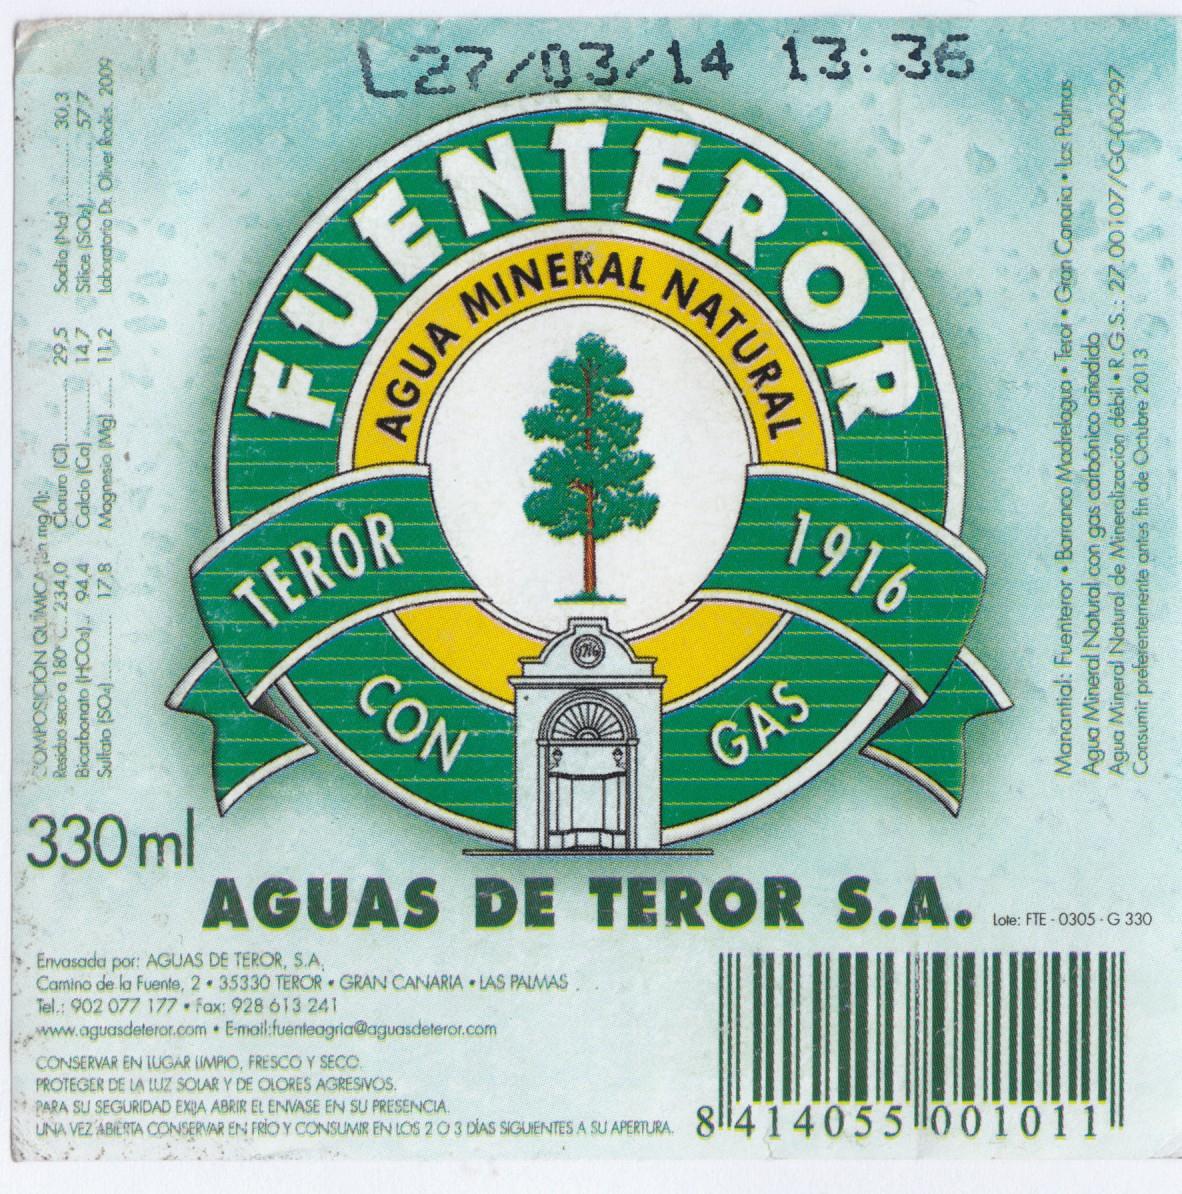 L27/03/14 13:36
FUENTEROR
AGUA MINERAL NATURAL
TEROR 1916
CON GAS
1916
COMPOSICIÓN QUÍMICA (En mg/l):
Residuo seco a 180º C.. 234,0 Cloruro (Cl)........... 29,5 Sodio (Na)........... 30,3
Bicarbonato (HCO₃).. 94,4 Calcio (Ca)........... 14,7 Sílice (SiO₂)........... 57,7
Sulfato (SO₄)........... 17,8 Magnesio (Mg)...... 11,2 Laboratorio Dr. Oliver Rodés. 2009
Manantial: Fuenteror • Barranco Madrelagua • Teror • Gran Canaria • Las Palmas
Agua Mineral Natural con gas carbónico añadido
Agua Mineral Natural de Mineralización débil • R.G.S.: 27.00107/GC-00297
Consumir preferentemente antes fin de Octubre 2013
330 ml
AGUAS DE TEROR S.A.
Lote: FTE - 0305 - G 330
Envasada por: AGUAS DE TEROR, S.A.
Camino de la Fuente, 2 • 35330 TEROR • GRAN CANARIA • LAS PALMAS
Tel.: 902 077 177 • Fax: 928 613 241
www.aguasdeteror.com • E-mail:fuenteagria@aguasdeteror.com
CONSERVAR EN LUGAR LIMPIO, FRESCO Y SECO.
PROTEGER DE LA LUZ SOLAR Y DE OLORES AGRESIVOS.
PARA SU SEGURIDAD EXIJA ABRIR EL ENVASE EN SU PRESENCIA.
UNA VEZ ABIERTA CONSERVAR EN FRÍO Y CONSUMIR EN LOS 2 O 3 DÍAS SIGUIENTES A SU APERTURA.
8 414055 001011